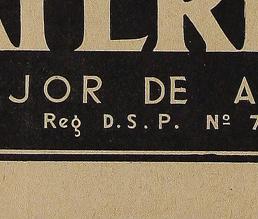 JOR DE A
Reg D.S.P. Nº 7